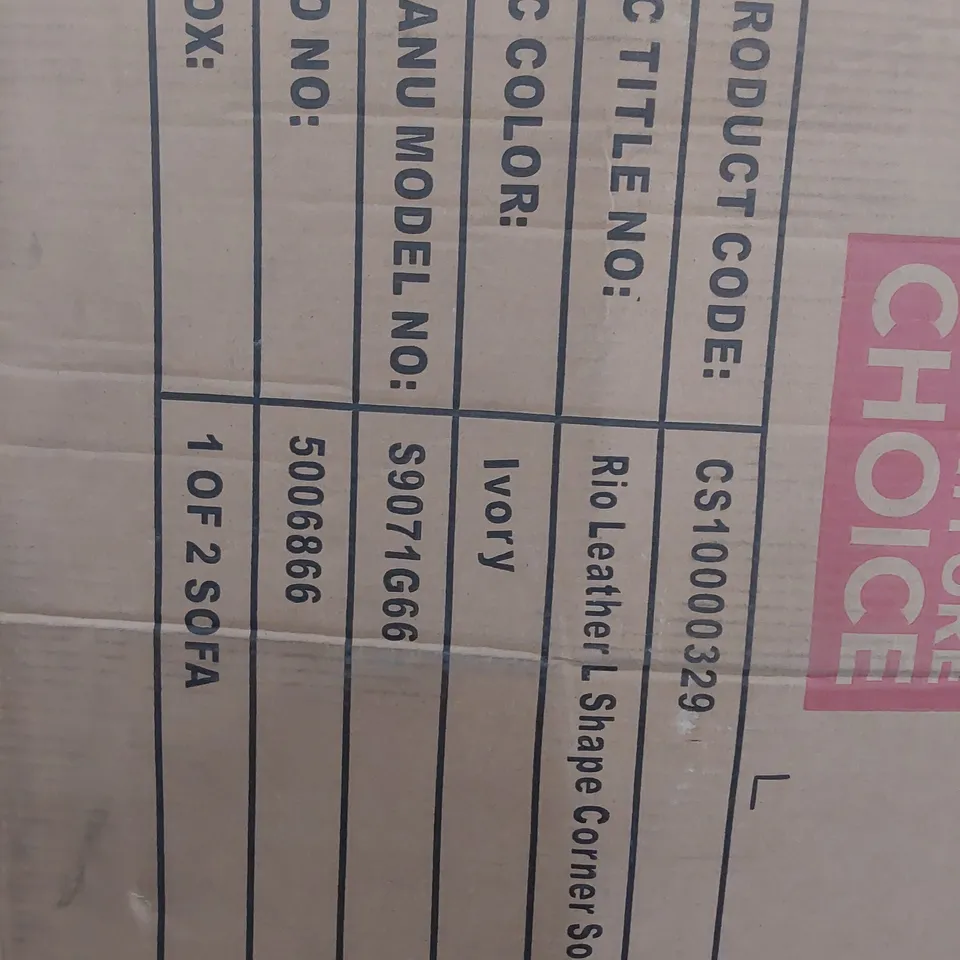 CHOICE
RODUCT CODE: CS10000329
C TITLE NO: Rio Leather L Shape Corner So
C COLOR: Ivory
ANU MODEL NO: S9071G66
O NO: 5006866
OX: 1 OF 2 SOFA
L